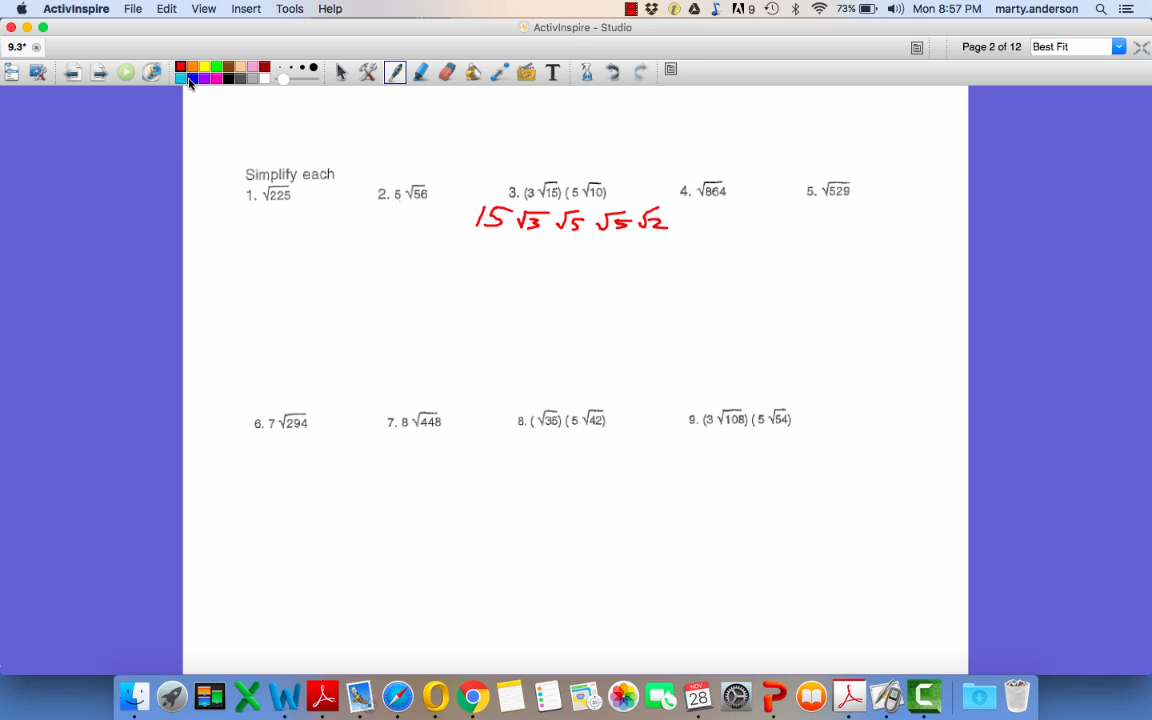 ActivInspire File Edit View Insert Tools Help 9 73% Mon 8:57 PM marty.anderson
ActivInspire - Studio
9.3* Page 2 of 12 Best Fit
Simplify each
1. √225 2. 5 √56 3. (3 √15) ( 5 √10) 4. √864 5. √529
15 √3 √5 √5 √2
6. 7 √294 7. 8 √448 8. ( √35) ( 5 √42) 9. (3 √108) ( 5 √54)
NOV
28